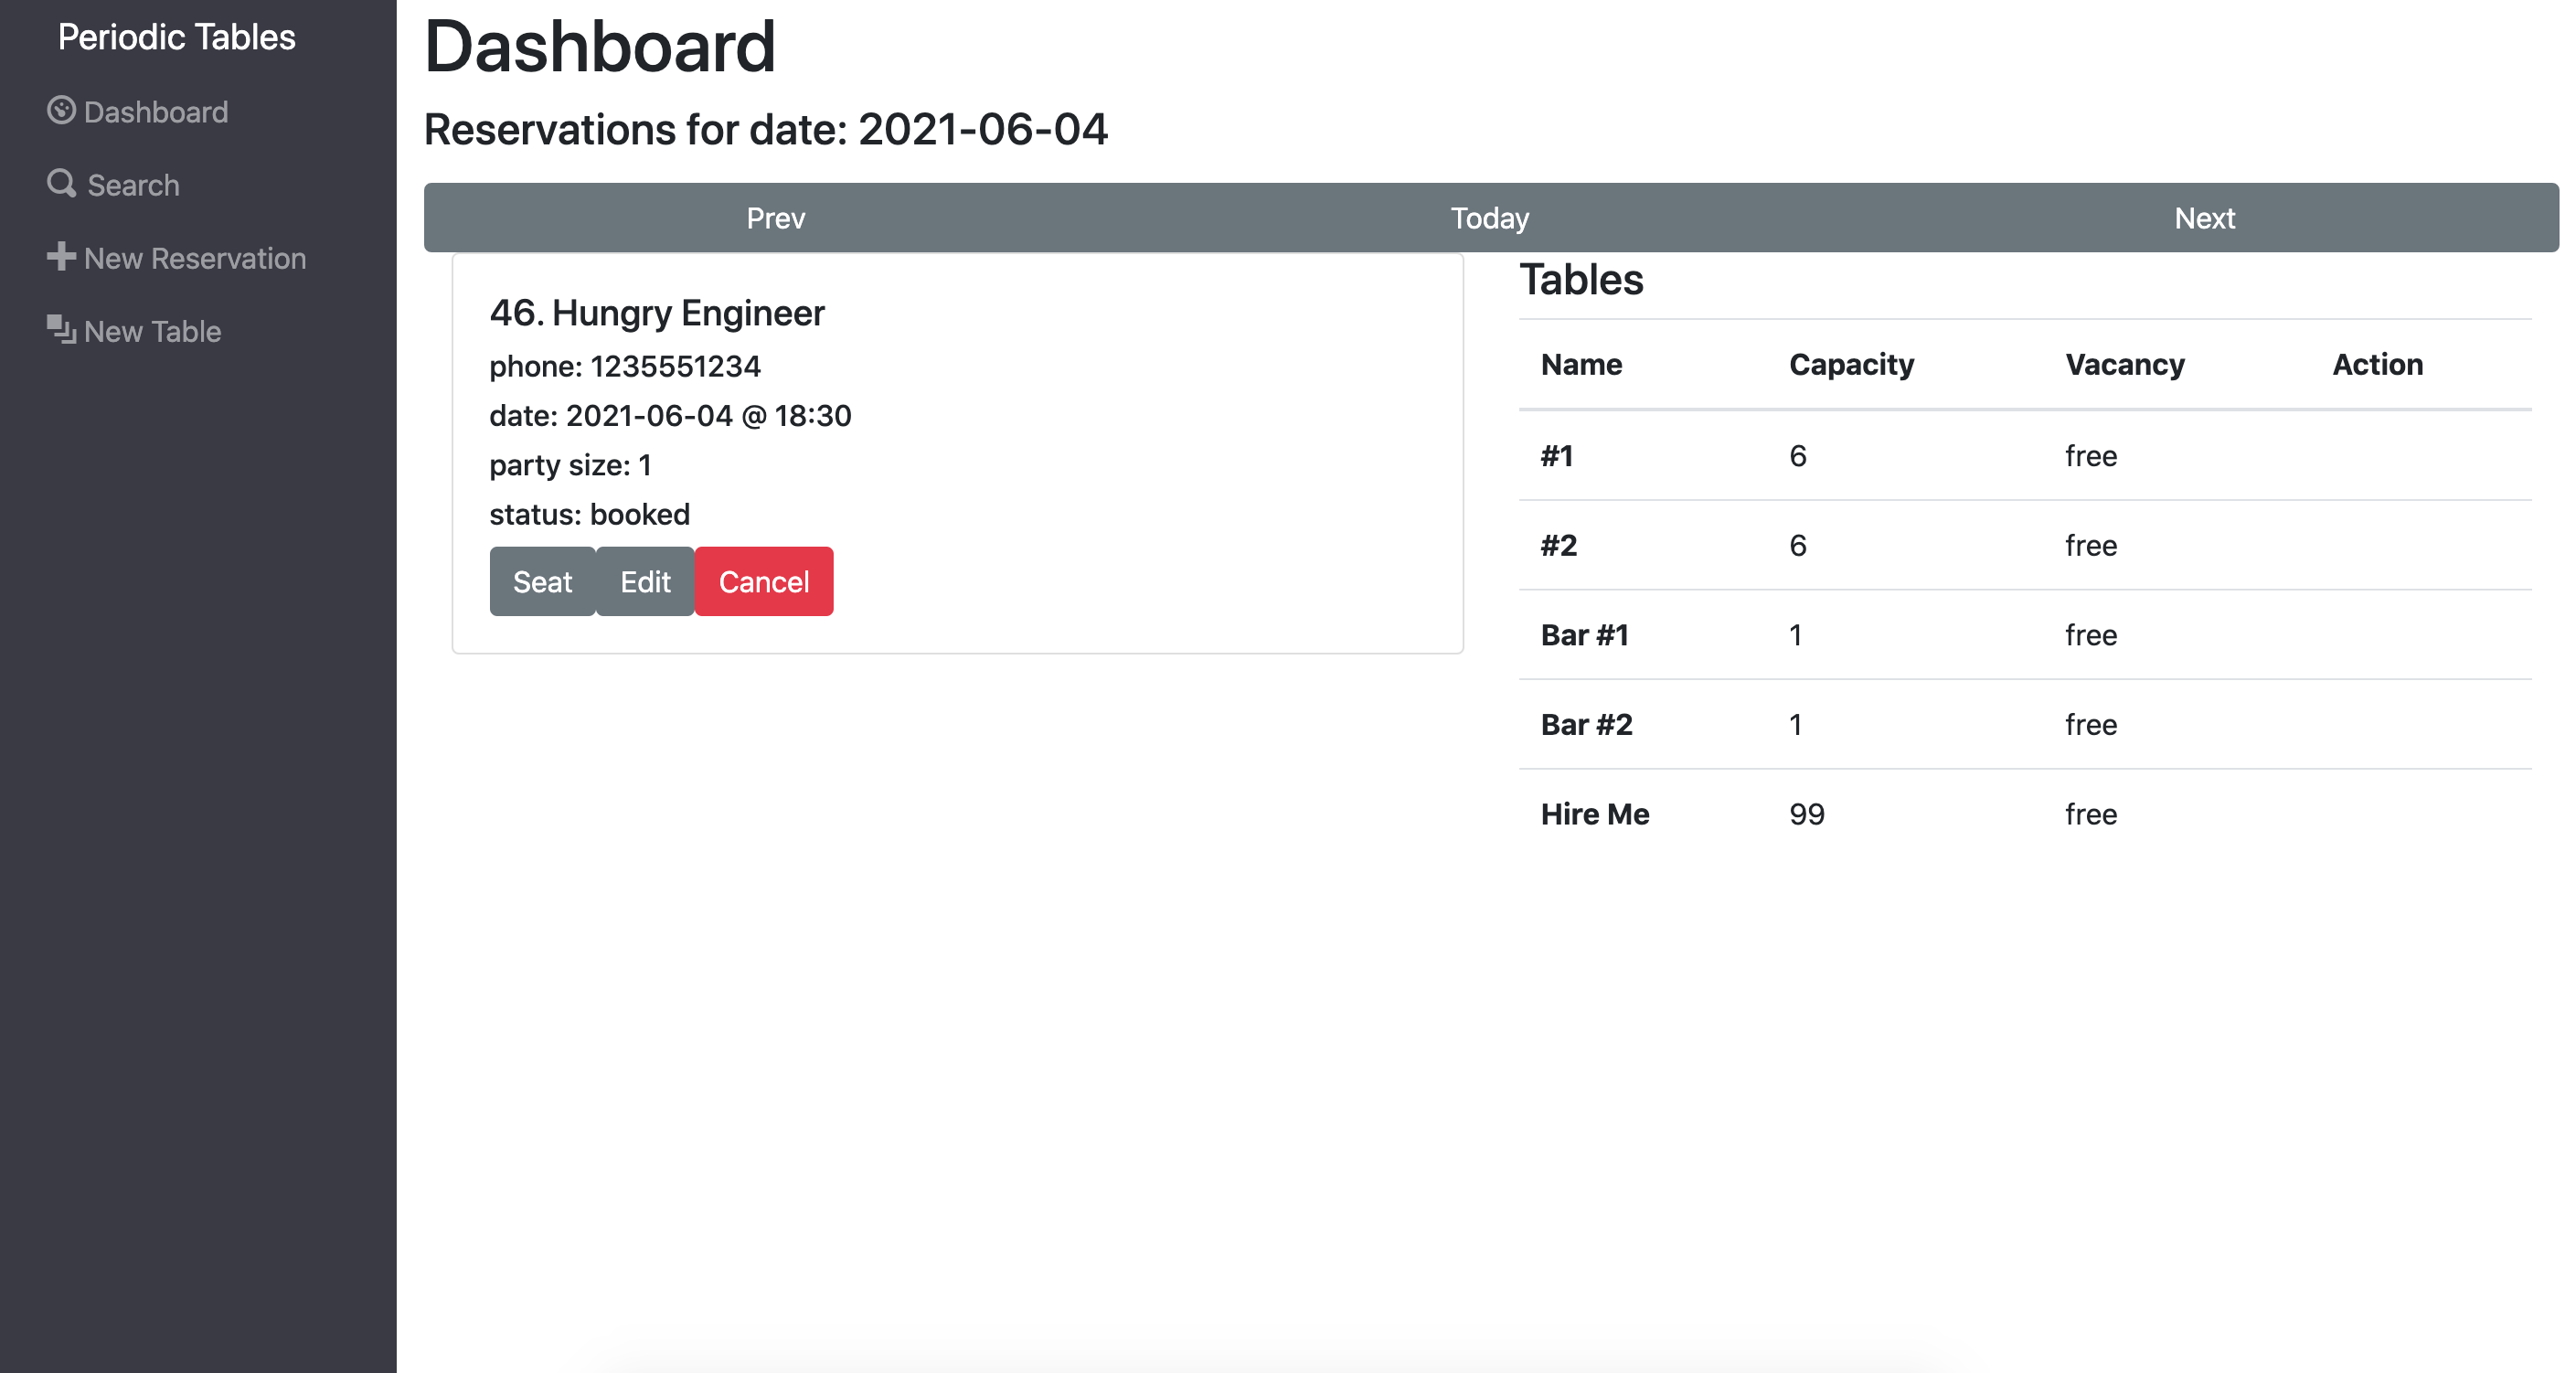 Periodic Tables
Dashboard
Search
New Reservation
New Table
Dashboard
Reservations for date: 2021-06-04
Prev Today Next
46. Hungry Engineer
phone: 1235551234
date: 2021-06-04 @ 18:30
party size: 1
status: booked
Seat Edit Cancel
Tables
Name Capacity Vacancy Action
#1 6 free
#2 6 free
Bar #1 1 free
Bar #2 1 free
Hire Me 99 free